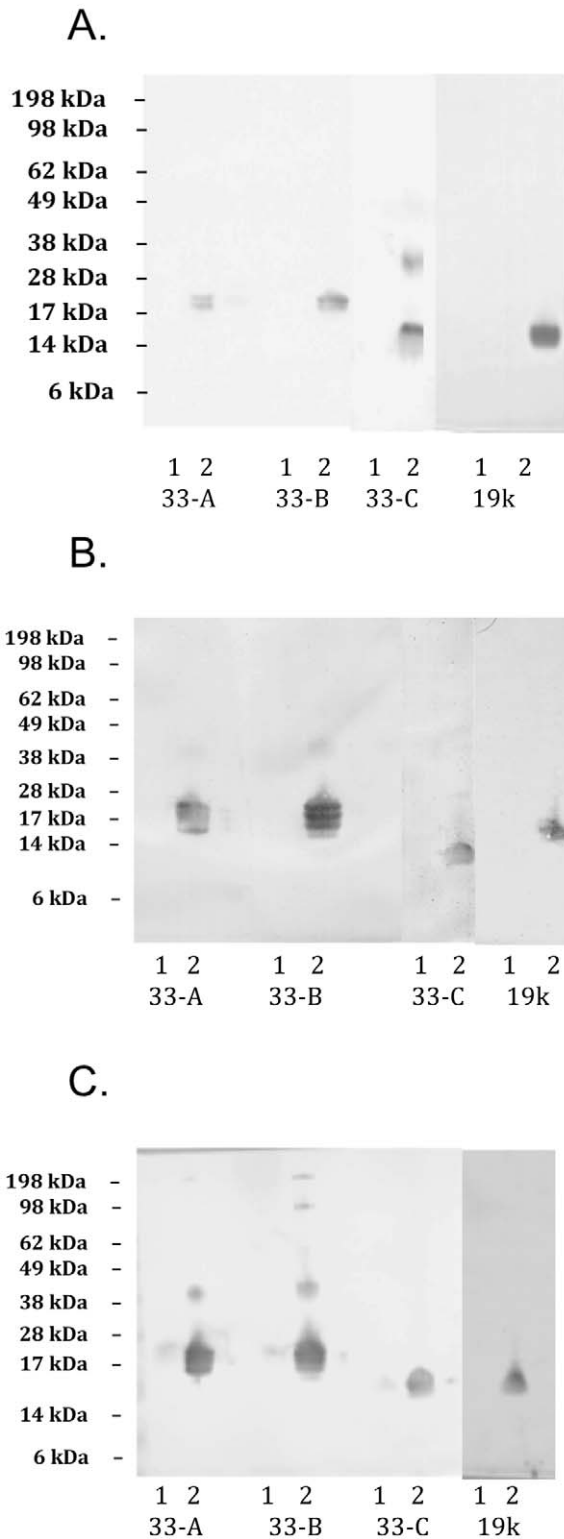 A.
198 kDa -
98 kDa -
62 kDa -
49 kDa -
38 kDa -
28 kDa -
17 kDa -
14 kDa -
6 kDa -
1 2 1 2 1 2 1 2
33-A 33-B 33-C 19k
B.
198 kDa -
98 kDa -
62 kDa -
49 kDa -
38 kDa -
28 kDa -
17 kDa -
14 kDa -
6 kDa -
1 2 1 2 1 2 1 2
33-A 33-B 33-C 19k
C.
198 kDa -
98 kDa -
62 kDa -
49 kDa -
38 kDa -
28 kDa -
17 kDa -
14 kDa -
6 kDa -
1 2 1 2 1 2 1 2
33-A 33-B 33-C 19k